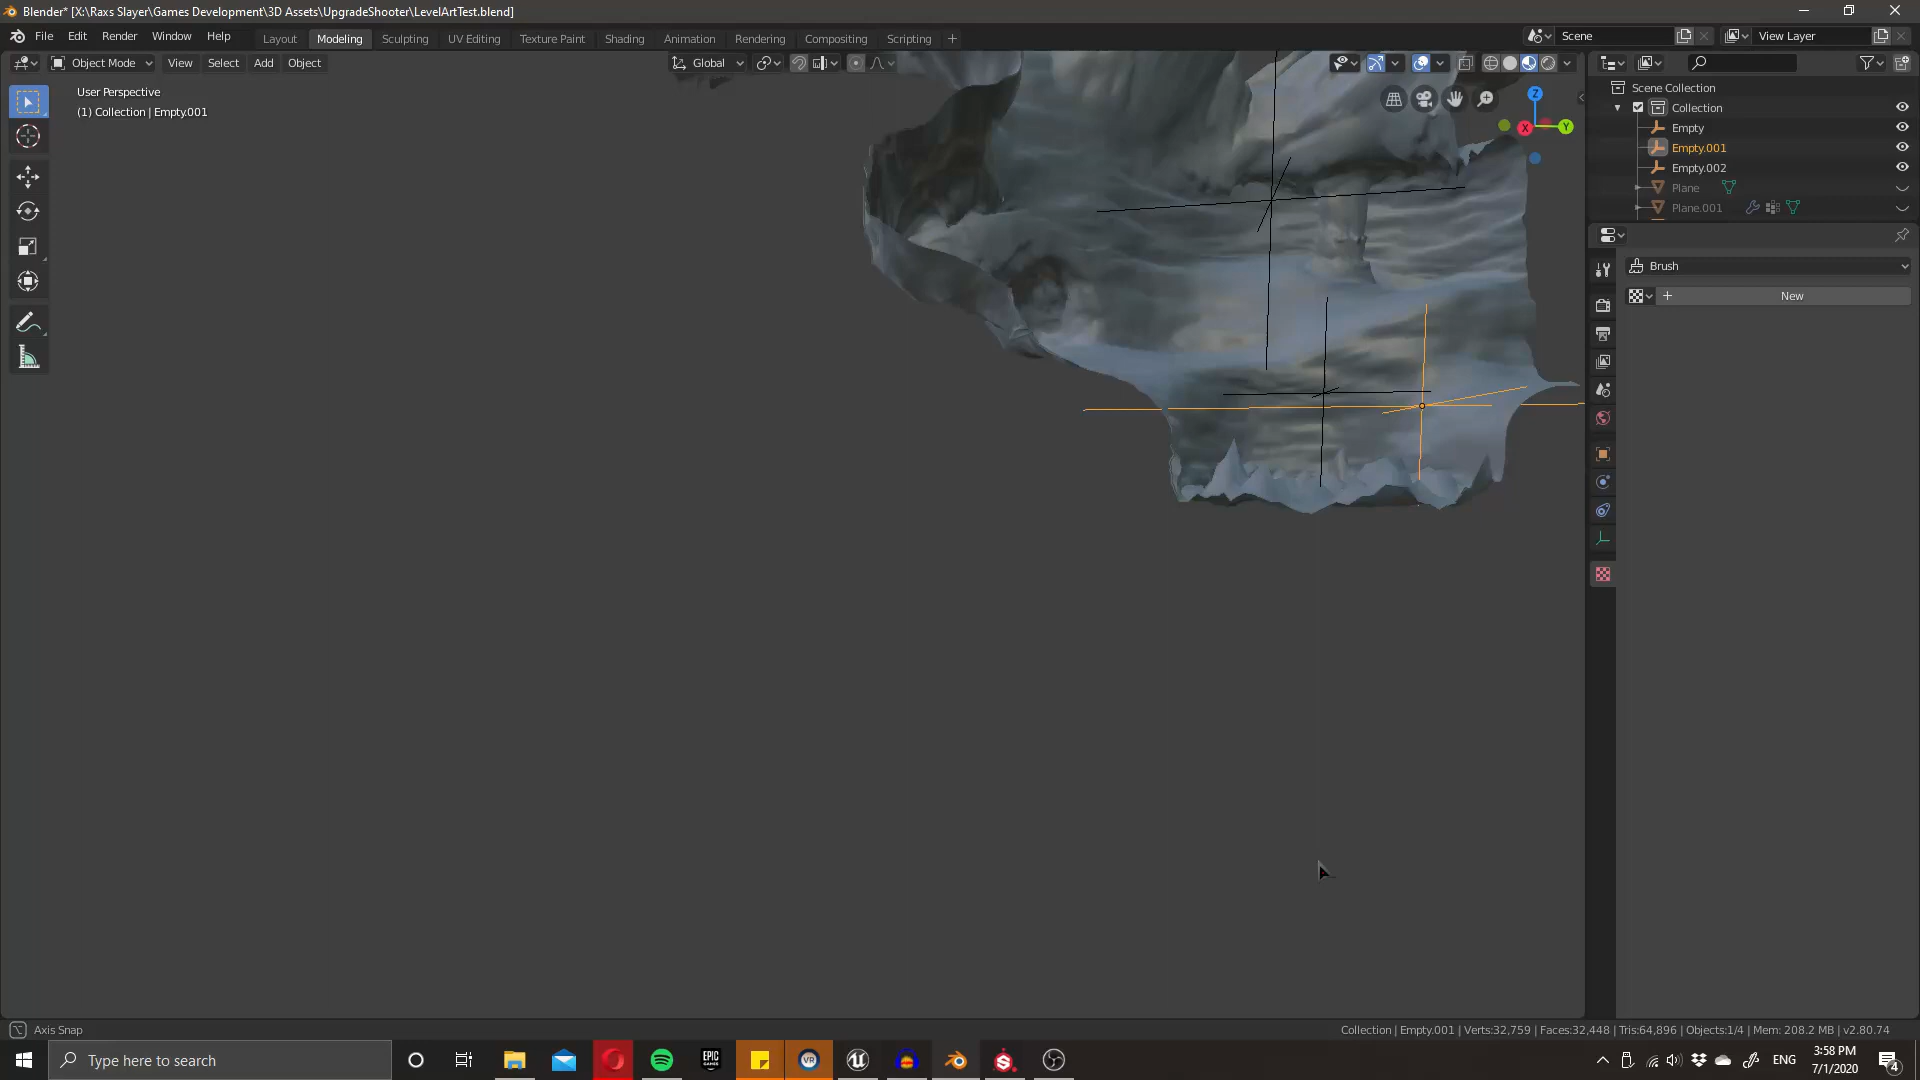 Blender* [X:\Raxs Slayer\Games Development\3D Assets\UpgradeShooter\LevelArtTest.blend]
File Edit Render Window Help Layout Modeling Sculpting UV Editing Texture Paint Shading Animation Rendering Compositing Scripting + Scene View Layer
Object Mode View Select Add Object Global
User Perspective
(1) Collection | Empty.001
Z
X Y
Scene Collection
Collection
Empty
Empty.001
Empty.002
Plane
Plane.001
Brush
+ New
Axis Snap
Collection | Empty.001 | Verts:32,759 | Faces:32,448 | Tris:64,896 | Objects:1/4 | Mem: 208.2 MB | v2.80.74
Type here to search
EPIC GAMES
VR
ENG
3:58 PM
7/1/2020
4